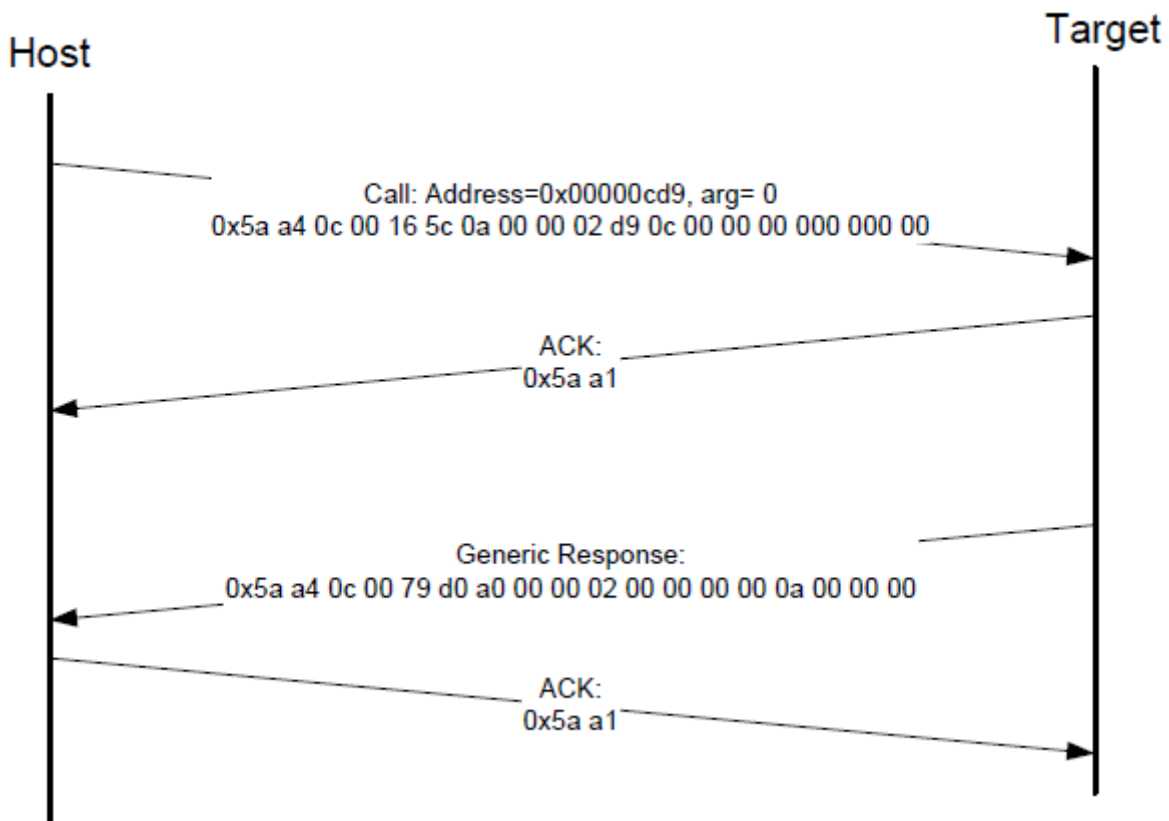 Host
Target
Call: Address=0x00000cd9, arg= 0
0x5a a4 0c 00 16 5c 0a 00 00 02 d9 0c 00 00 00 000 000 00
ACK:
0x5a a1
Generic Response:
0x5a a4 0c 00 79 d0 a0 00 00 02 00 00 00 00 0a 00 00 00
ACK:
0x5a a1